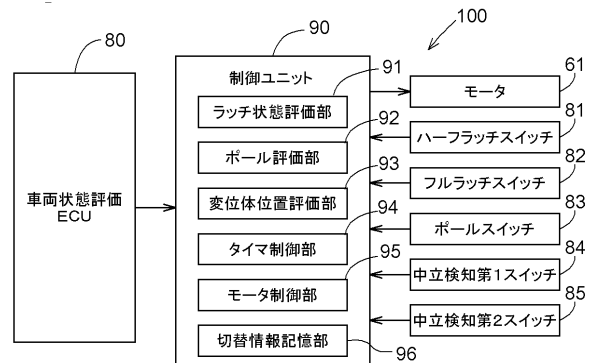 80
90
100
制御ユニット
91
61
ラッチ状態評価部
モータ
92
81
ポール評価部
ハーフラッチスイッチ
93
82
車両状態評価
ECU
変位体位置評価部
フルラッチスイッチ
94
83
タイマ制御部
ポールスイッチ
95
84
モータ制御部
中立検知第1スイッチ
85
切替情報記憶部
中立検知第2スイッチ
96